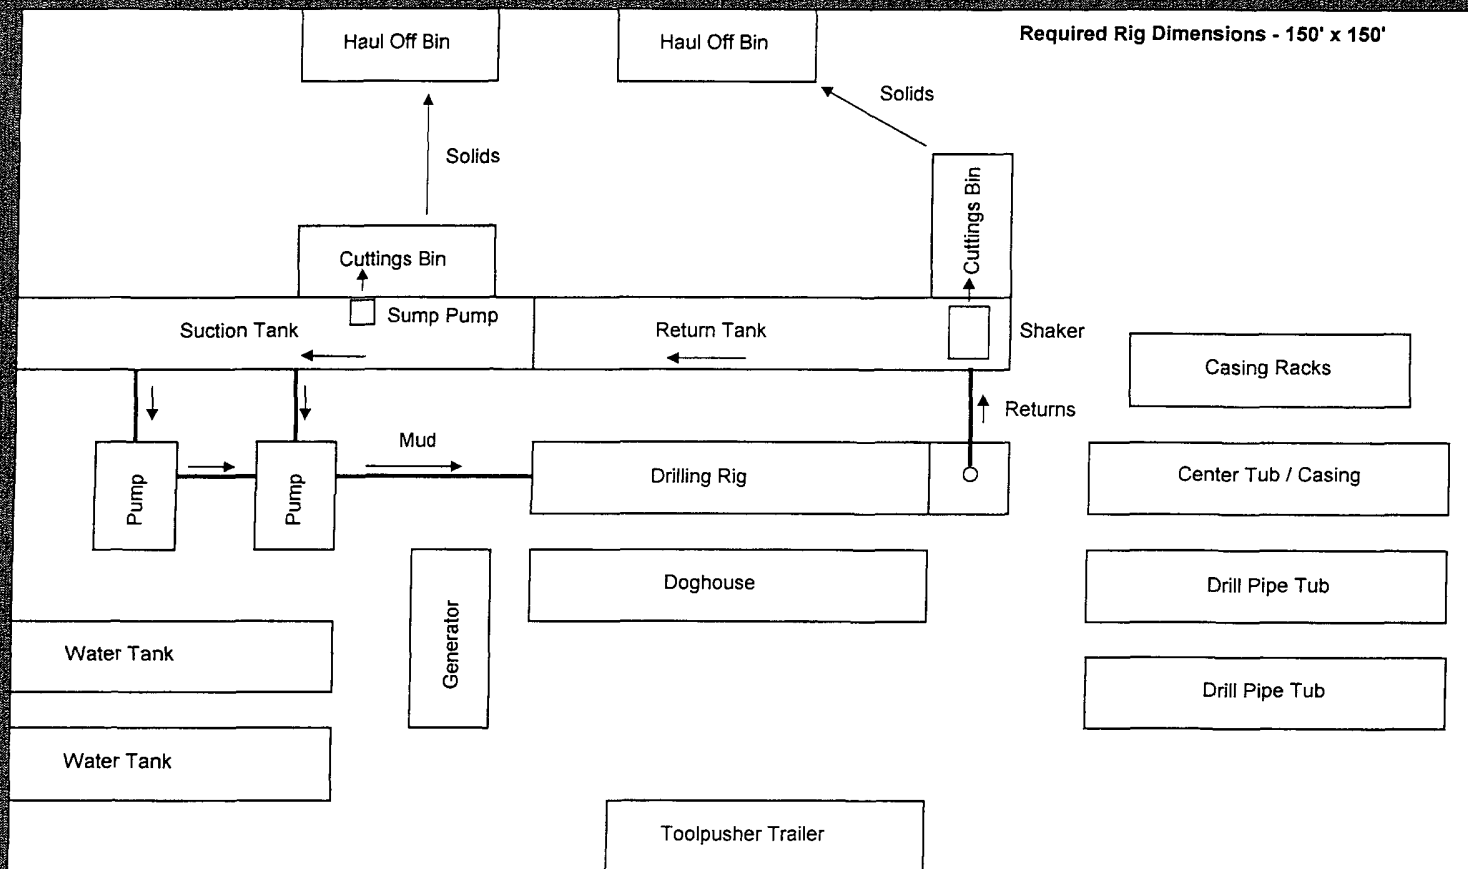 Haul Off Bin
Haul Off Bin
Required Rig Dimensions - 150' x 150'
Solids
Solids
Cuttings Bin
Cuttings Bin
Suction Tank
Sump Pump
Return Tank
Shaker
Casing Racks
Returns
Mud
Pump
Pump
Drilling Rig
Center Tub / Casing
Generator
Doghouse
Drill Pipe Tub
Water Tank
Drill Pipe Tub
Water Tank
Toolpusher Trailer